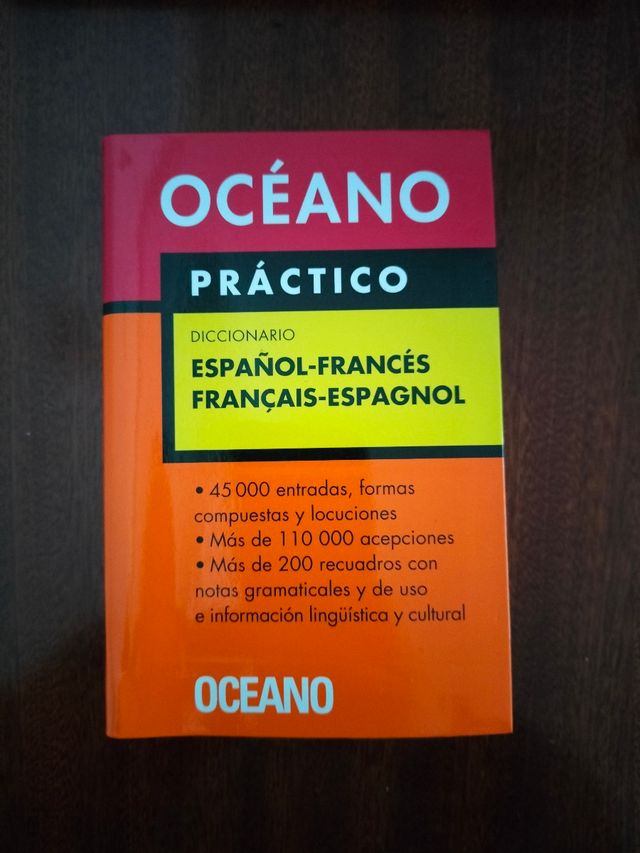 OCÉANO
PRÁCTICO
DICCIONARIO
ESPAÑOL-FRANCÉS
FRANÇAIS-ESPAGNOL
• 45 000 entradas, formas
compuestas y locuciones
• Más de 110 000 acepciones
• Más de 200 recuadros con
notas gramaticales y de uso
e información lingüística y cultural
OCEANO